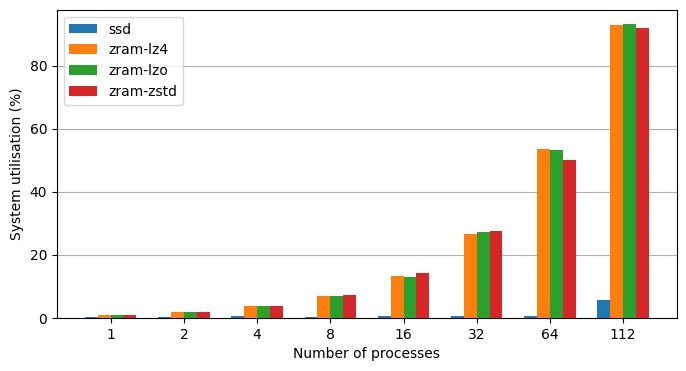 ssd
zram-lz4
zram-lzo
zram-zstd
System utilisation (%)
80
60
40
20
0
1 2 4 8 16 32 64 112
Number of processes